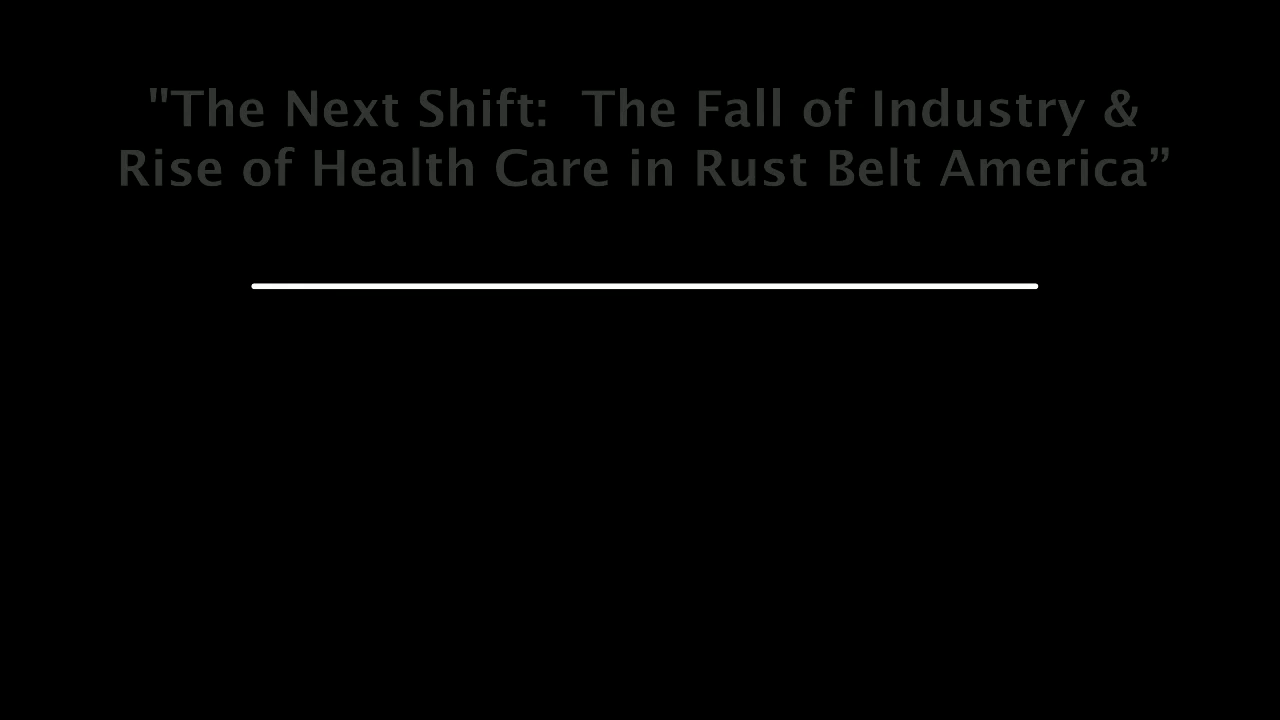 "The Next Shift:  The Fall of Industry &
Rise of Health Care in Rust Belt America”